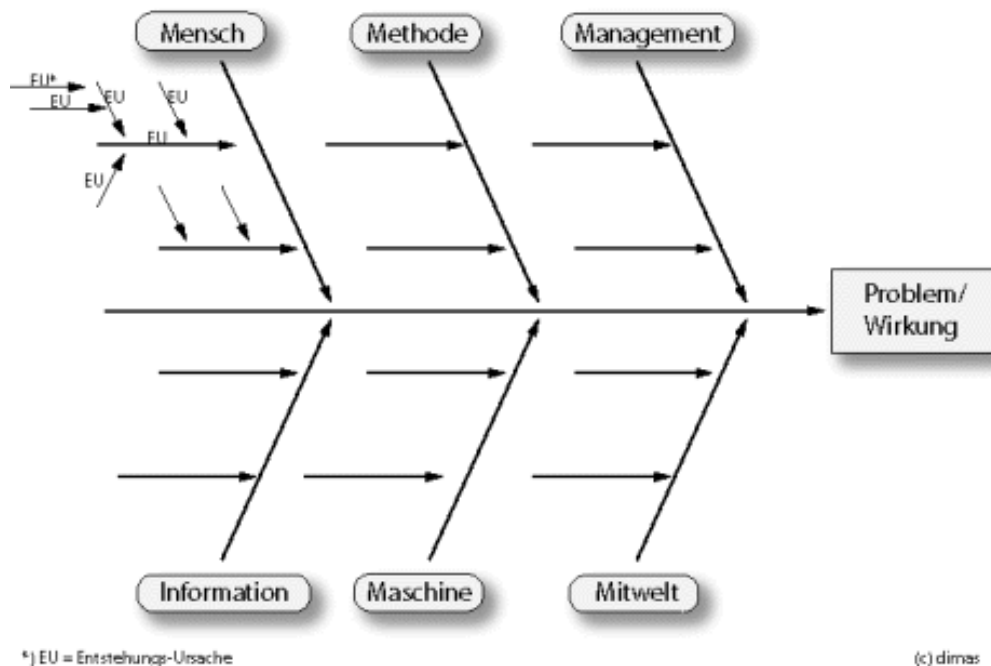 Mensch
Methode
Management
EU*
EU
EU
EU
EU
EU
Problem/
Wirkung
Information
Maschine
Mitwelt
*) EU = Entstehungs-Ursache
(c) dimas